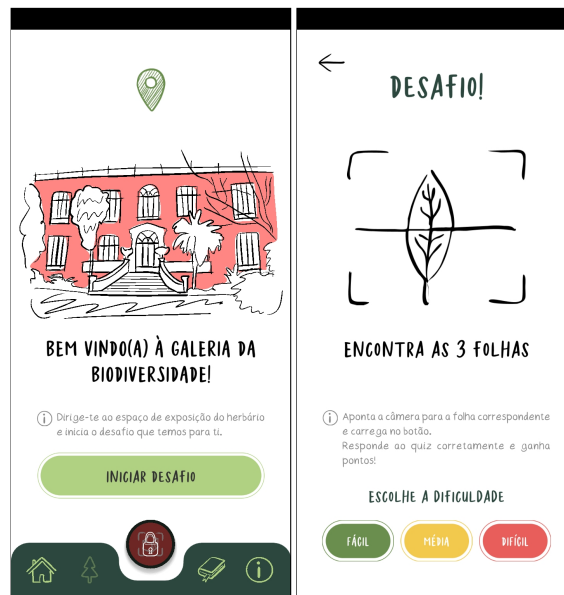 BEM VINDO(A) À GALERIA DA
BIODIVERSIDADE!
Dirige-te ao espaço de exposição do herbário
e inicia o desafio que temos para ti.
INICIAR DESAFIO
DESAFIO!
ENCONTRA AS 3 FOLHAS
Aponta a câmera para a folha correspondente
e carrega no botão.
Responde ao quiz corretamente e ganha
pontos!
ESCOLHE A DIFICULDADE
FÁCIL
MÉDIA
DIFÍCIL